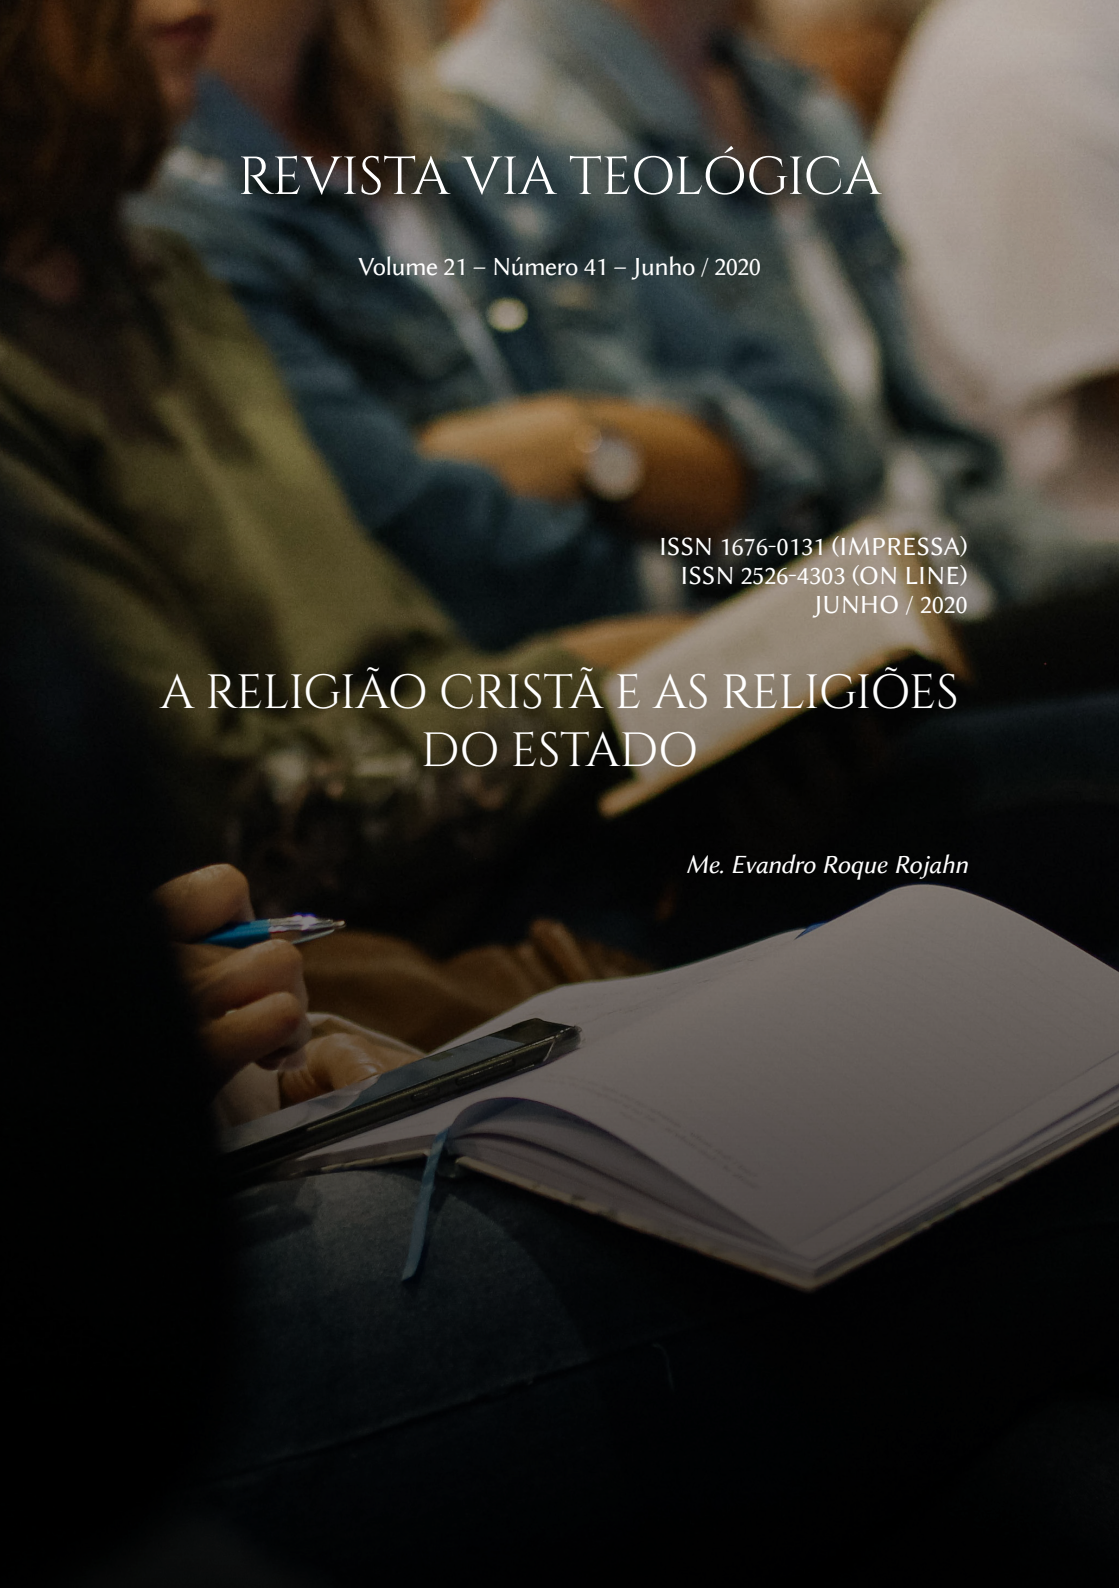 REVISTA VIA TEOLÓGICA
Volume 21 – Número 41 – Junho / 2020
ISSN 1676-0131 (IMPRESSA)
ISSN 2526-4303 (ON LINE)
JUNHO / 2020
A RELIGIÃO CRISTÃ E AS RELIGIÕES
DO ESTADO
Me. Evandro Roque Rojahn